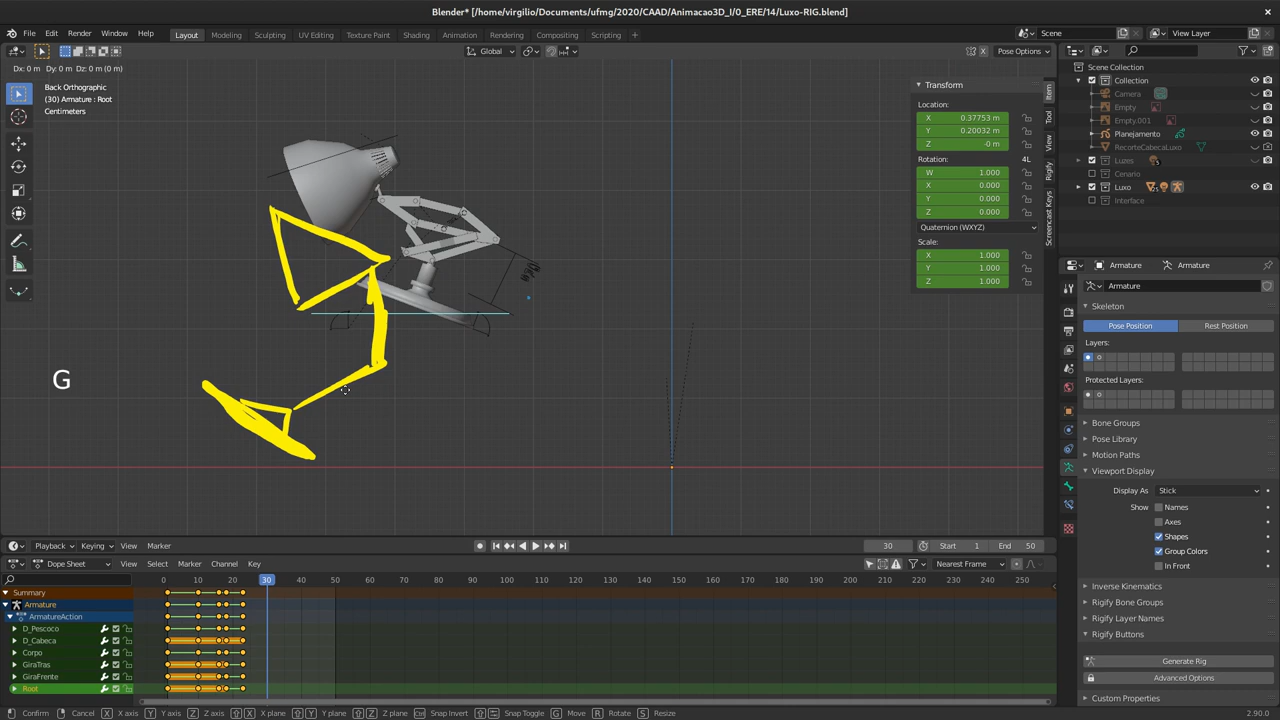 Blender* [/home/virgilio/Documents/ufmg/2020/CAAD/Animacao3D_I/0_ERE/14/Luxo-RIG.blend]
File Edit Render Window Help Layout Modeling Sculpting UV Editing Texture Paint Shading Animation Rendering Compositing Scripting Scene View Layer
Global Pose Options
Dx: 0 m Dy: 0 m Dz: 0 m (0 m)
Back Orthographic
(30) Armature : Root
Centimeters
G
Transform
Location:
X 0.37753 m
Y 0.20032 m
Z -0 m
Rotation: 4L
W 1.000
X 0.000
Y 0.000
Z 0.000
Quaternion (WXYZ)
Scale:
X 1.000
Y 1.000
Z 1.000
Item
Tool
View
Rigify
Screencast Keys
Scene Collection
Collection
Camera
Empty
Empty.001
Planejamento
RecorteCabecaLuxo
Luzes
Cenario
Luxo
Interface
Armature Armature
Armature
Skeleton
Pose Position Rest Position
Layers:
Protected Layers:
Bone Groups
Pose Library
Motion Paths
Viewport Display
Display As Stick
Show Names
Axes
Shapes
Group Colors
In Front
Inverse Kinematics
Rigify Bone Groups
Rigify Layer Names
Rigify Buttons
Generate Rig
Advanced Options
Custom Properties
Playback Keying View Marker 30 Start 1 End 50
Dope Sheet View Select Marker Channel Key Nearest Frame
0 10 20 30 40 50 60 70 80 90 100 110 120 130 140 150 160 170 180 190 200 210 220 230 240 250
Summary
Armature
ArmatureAction
D_Pescoco
D_Cabeca
Corpo
GiraTras
GiraFrente
Root
Confirm Cancel X X axis Y Y axis Z Z axis X X plane Y Y plane Z Z plane Ctrl Snap Invert Snap Toggle G Move R Rotate S Resize 2.90.0